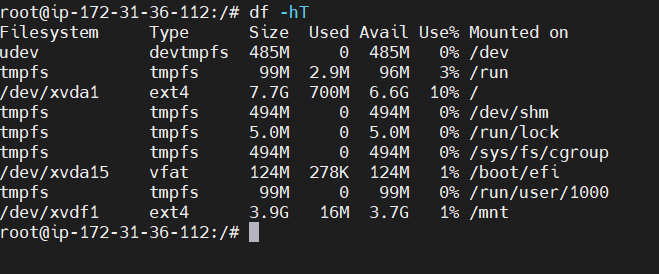 root@ip-172-31-36-112:/# df -hT
Filesystem     Type      Size  Used Avail Use% Mounted on
udev           devtmpfs  485M     0  485M   0% /dev
tmpfs          tmpfs      99M  2.9M   96M   3% /run
/dev/xvda1     ext4      7.7G  700M  6.6G  10% /
tmpfs          tmpfs     494M     0  494M   0% /dev/shm
tmpfs          tmpfs     5.0M     0  5.0M   0% /run/lock
tmpfs          tmpfs     494M     0  494M   0% /sys/fs/cgroup
/dev/xvda15    vfat      124M  278K  124M   1% /boot/efi
tmpfs          tmpfs      99M     0   99M   0% /run/user/1000
/dev/xvdf1     ext4      3.9G   16M  3.7G   1% /mnt
root@ip-172-31-36-112:/#